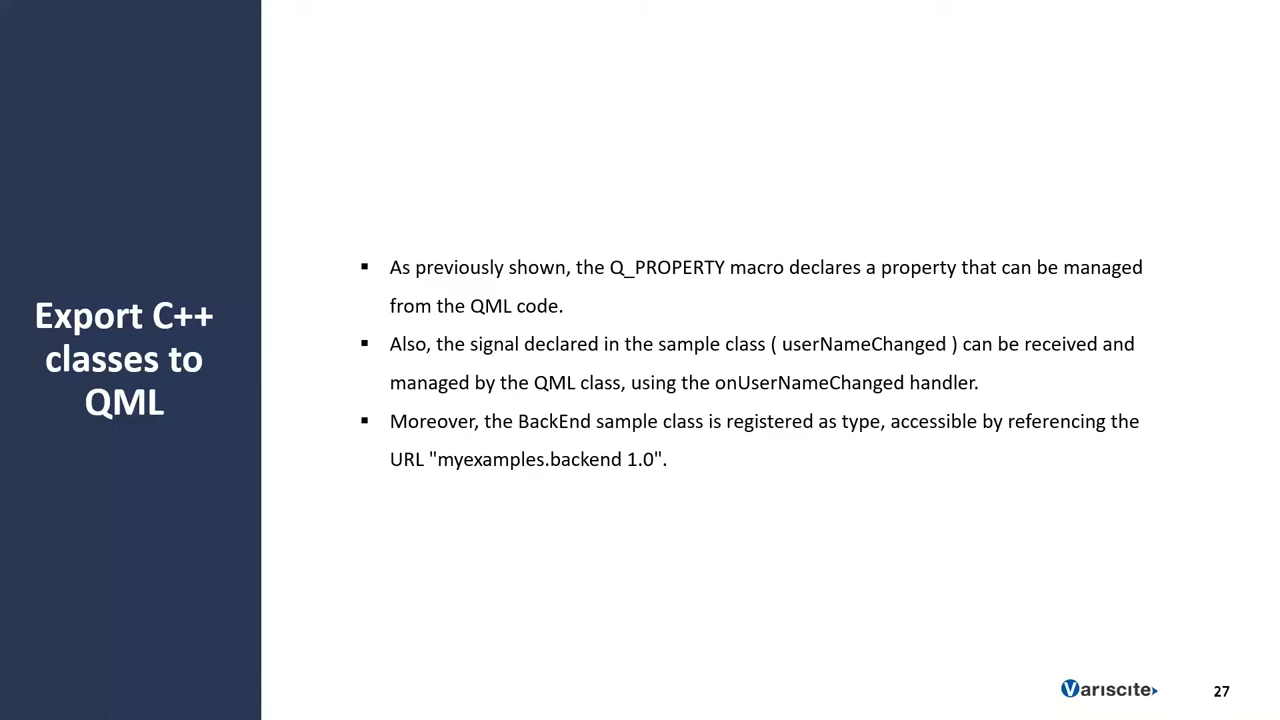 Export C++
classes to
QML
▪ As previously shown, the Q_PROPERTY macro declares a property that can be managed
from the QML code.
▪ Also, the signal declared in the sample class ( userNameChanged ) can be received and
managed by the QML class, using the onUserNameChanged handler.
▪ Moreover, the BackEnd sample class is registered as type, accessible by referencing the
URL "myexamples.backend 1.0".
Variscite
27